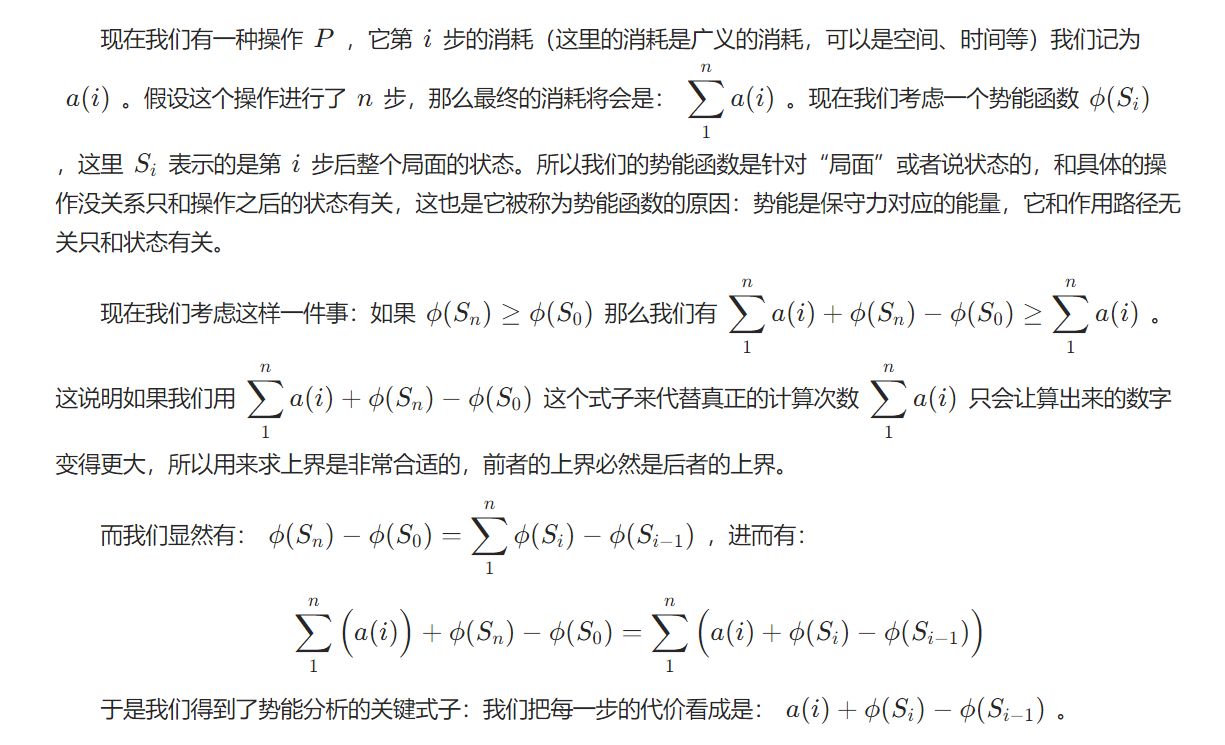 现在我们有一种操作 P ，它第 i 步的消耗（这里的消耗是广义的消耗，可以是空间、时间等）我们记为
a(i) 。假设这个操作进行了 n 步，那么最终的消耗将会是： $\sum_{1}^{n} a(i)$ 。现在我们考虑一个势能函数 $\phi(S_i)$
，这里 $S_i$ 表示的是第 i 步后整个局面的状态。所以我们的势能函数是针对“局面”或者说状态的，和具体的操
作没关系只和操作之后的状态有关，这也是它被称为势能函数的原因：势能是保守力对应的能量，它和作用路径无
关只和状态有关。
现在我们考虑这样一件事：如果 $\phi(S_n) \geq \phi(S_0)$ 那么我们有 $\sum_{1}^{n} a(i) + \phi(S_n) - \phi(S_0) \geq \sum_{1}^{n} a(i)$ 。
这说明如果我们用 $\sum_{1}^{n} a(i) + \phi(S_n) - \phi(S_0)$ 这个式子来代替真正的计算次数 $\sum_{1}^{n} a(i)$ 只会让算出来的数字
变得更大，所以用来求上界是非常合适的，前者的上界必然是后者的上界。
而我们显然有： $\phi(S_n) - \phi(S_0) = \sum_{1}^{n} \phi(S_i) - \phi(S_{i-1})$ ，进而有：
$\sum_{1}^{n} \Big(a(i)\Big) + \phi(S_n) - \phi(S_0) = \sum_{1}^{n} \Big(a(i) + \phi(S_i) - \phi(S_{i-1})\Big)$
于是我们得到了势能分析的关键式子：我们把每一步的代价看成是： $a(i) + \phi(S_i) - \phi(S_{i-1})$ 。